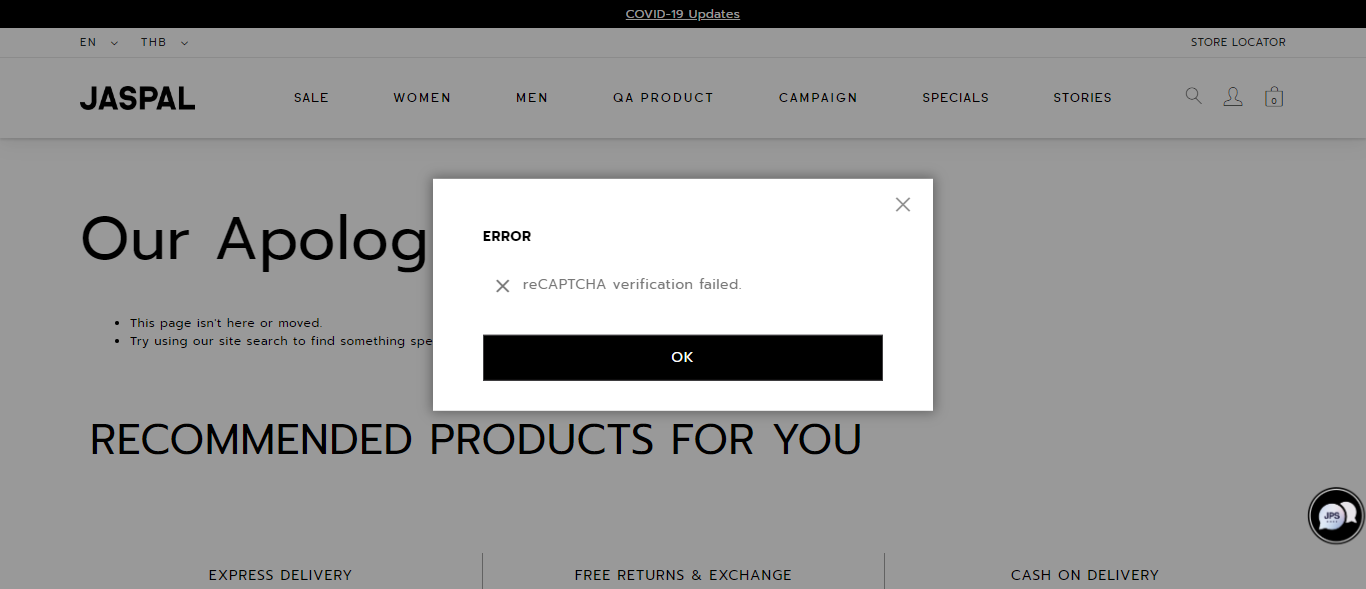 COVID-19 Updates
EN THB STORE LOCATOR
JASPAL SALE WOMEN MEN QA PRODUCT CAMPAIGN SPECIALS STORIES 0
Our Apolog
ERROR
reCAPTCHA verification failed.
OK
This page isn't here or moved.
Try using our site search to find something spe
RECOMMENDED PRODUCTS FOR YOU
JPS
EXPRESS DELIVERY FREE RETURNS & EXCHANGE CASH ON DELIVERY